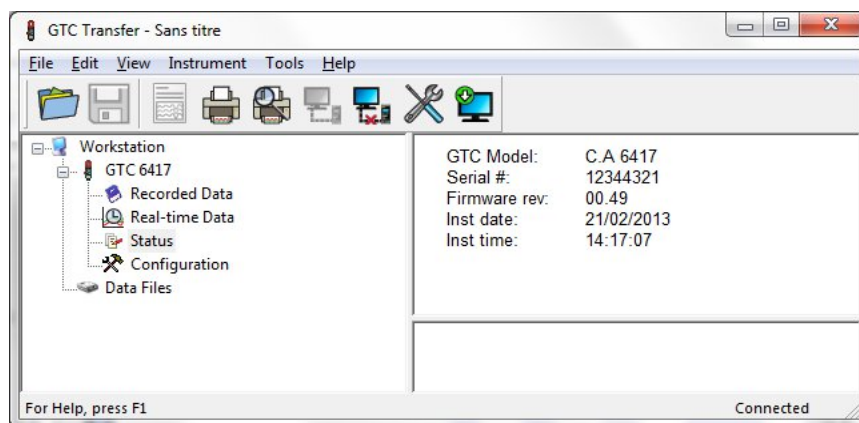 GTC Transfer - Sans titre
File Edit View Instrument Tools Help
Workstation
GTC 6417
Recorded Data
Real-time Data
Status
Configuration
Data Files
GTC Model: C.A 6417
Serial #: 12344321
Firmware rev: 00.49
Inst date: 21/02/2013
Inst time: 14:17:07
For Help, press F1 Connected